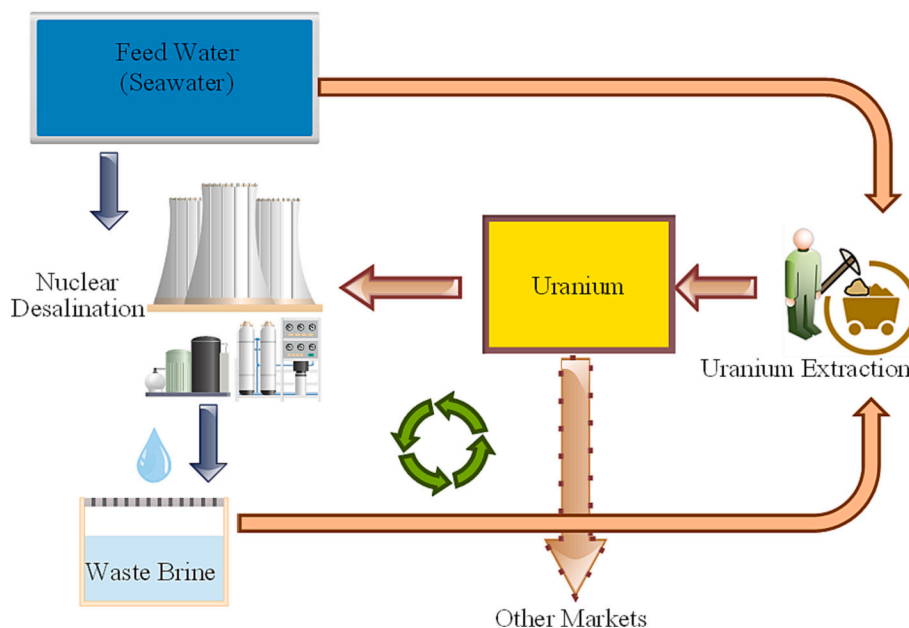 Feed Water
(Seawater)
Nuclear
Desalination
Uranium
Uranium Extraction
Waste Brine
Other Markets